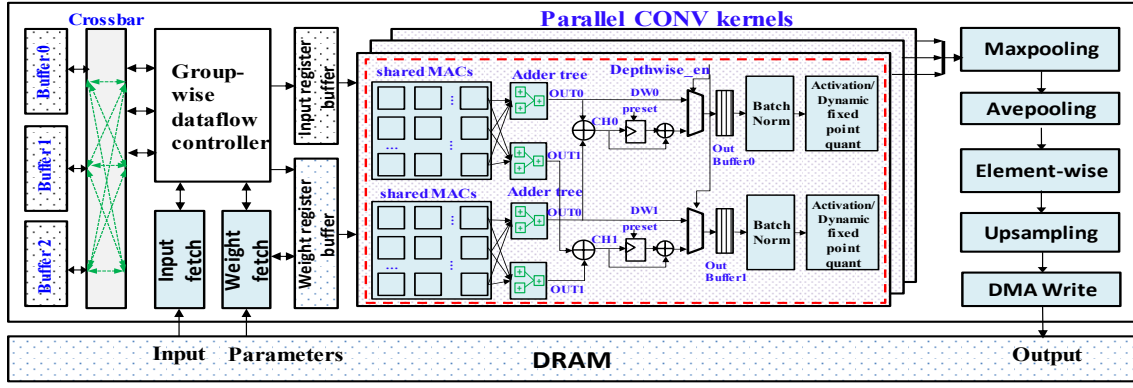 Crossbar
Buffer 0
Buffer 1
Buffer 2
Group-
wise
dataflow
controller
Input
fetch
Weight
fetch
Input register
buffer
Weight register
buffer
Parallel CONV kernels
shared MACs
...
...
...
Adder tree
OUT0
OUT1
Depthwise_en
DW0
preset
CH0
Out
Buffer0
Batch
Norm
Activation/
Dynamic
fixed
point
quant
shared MACs
...
...
...
Adder tree
OUT0
OUT1
DW1
preset
CH1
Out
Buffer1
Batch
Norm
Activation/
Dynamic
fixed
point
quant
Maxpooling
Avepooling
Element-wise
Upsampling
DMA Write
Input
Parameters
Output
DRAM